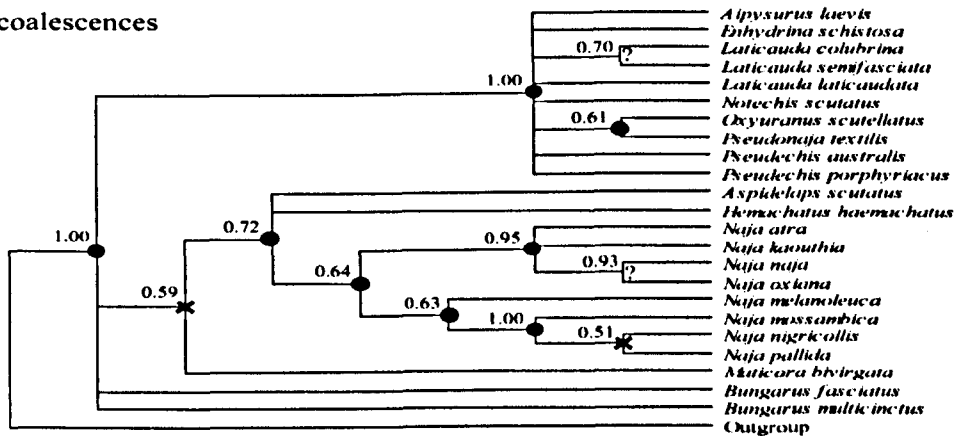 coalescences
Aipysurus laevis
Enhydrina schistosa
0.70 ? Laticauda colubrina
Laticauda semifasciata
1.00 Laticauda laticaudata
Notechis scutatus
0.61 Oxyuranus scutellatus
Pseudonaja textilis
Pseudechis australis
Pseudechis porphyriacus
Aspidelaps scutatus
0.72 Hemachatus haemachatus
Naja atra
1.00 0.95 Naja kaouthia
0.64 0.93 ? Naja naja
Naja oxiana
0.59 0.63 Naja melanoleuca
1.00 Naja mossambica
0.51 Naja nigricollis
Naja pallida
Maticora bivirgata
Bungarus fasciatus
Bungarus multicinctus
Outgroup